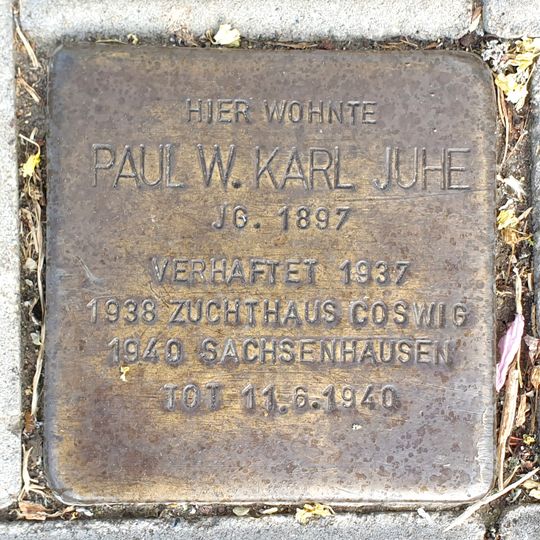 HIER WOHNTE
PAUL W. KARL JUHE
JG. 1897
VERHAFTET 1937
1938 ZUCHTHAUS COSWIG
1940 SACHSENHAUSEN
TOT 11.6.1940